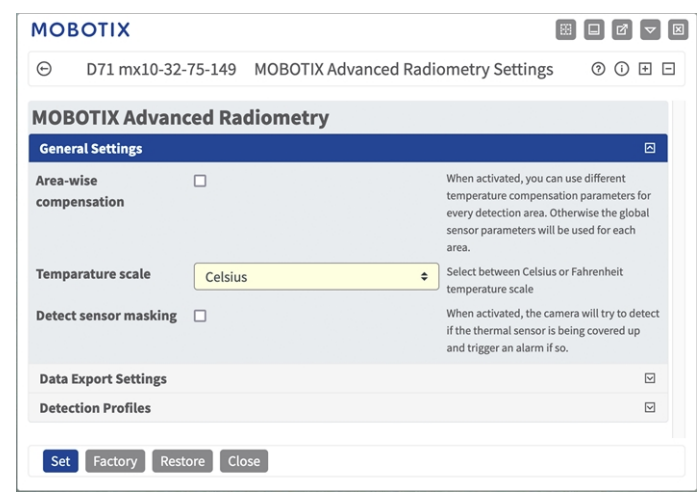 MOBOTIX
D71 mx10-32-75-149 MOBOTIX Advanced Radiometry Settings
MOBOTIX Advanced Radiometry
General Settings
Area-wise
compensation
When activated, you can use different
temperature compensation parameters for
every detection area. Otherwise the global
sensor parameters will be used for each
area.
Temparature scale
Celsius
Select between Celsius or Fahrenheit
temperature scale
Detect sensor masking
When activated, the camera will try to detect
if the thermal sensor is being covered up
and trigger an alarm if so.
Data Export Settings
Detection Profiles
Set Factory Restore Close